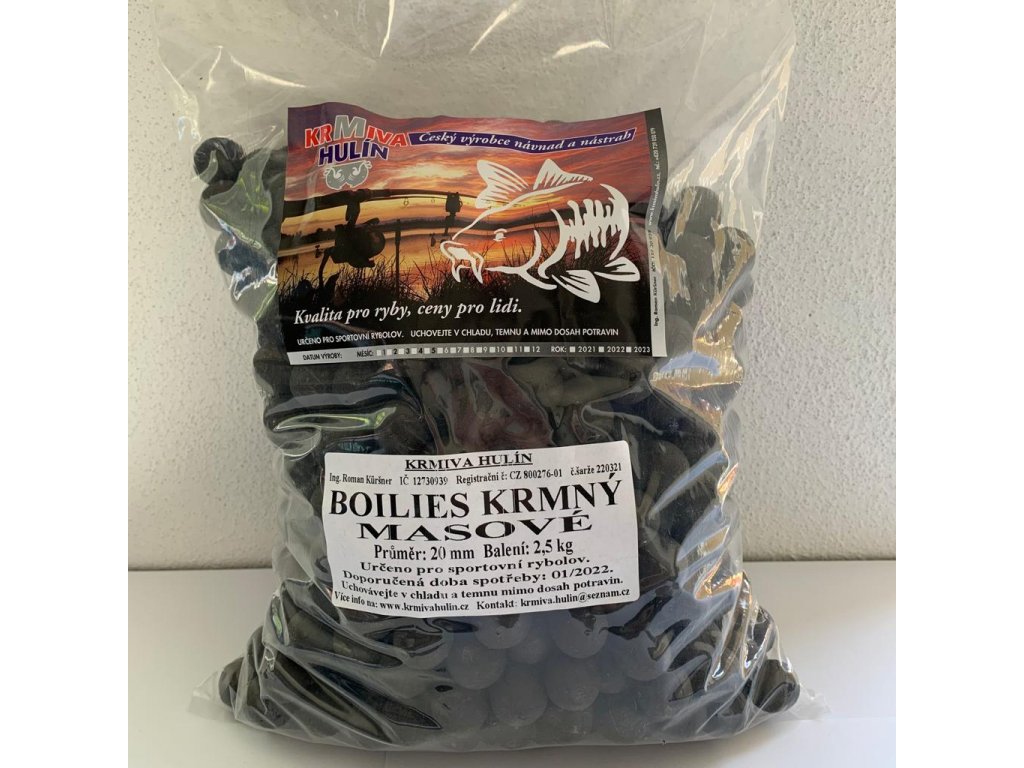 KRMIVA
HULÍN
Český výrobce návnad a nástrah
Kvalita pro ryby, ceny pro lidi.
URČENO PRO SPORTOVNÍ RYBOLOV. UCHOVEJTE V CHLADU, TEMNU A MIMO DOSAH POTRAVIN
DATUM VÝROBY: MĚSÍC: 1 2 3 4 5 6 7 8 9 10 11 12 ROK: 2021 2022 2023
Ing. Roman Küršner
KRMIVA HULÍN
Ing. Roman Küršner IČ 12730939 Registrační č: CZ 800276-01 č.šarže 220321
BOILIES KRMNÝ
MASOVÉ
Průměr: 20 mm Balení: 2,5 kg
Určeno pro sportovní rybolov.
Doporučená doba spotřeby: 01/2022.
Uchovávejte v chladu a temnu mimo dosah potravin.
Více info na: www.krmivahulín.cz Kontakt: krmiva.hulin@seznam.cz